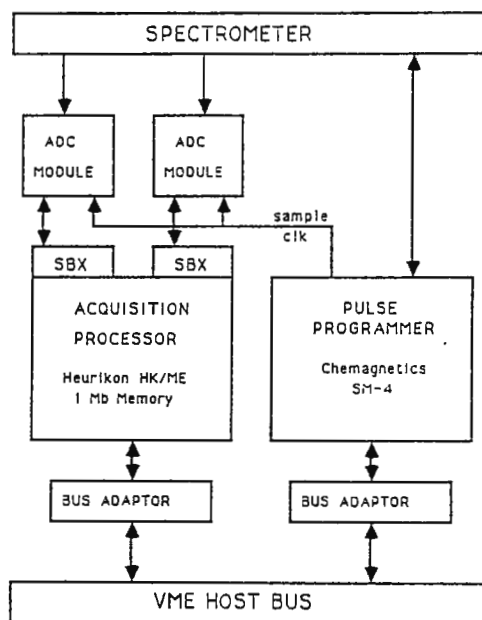 SPECTROMETER
ADC
MODULE
ADC
MODULE
sample
clk
SBX
SBX
ACQUISITION
PROCESSOR
Heurikon HK/ME
1 Mb Memory
PULSE
PROGRAMMER
Chemagnetics
SM-4
BUS ADAPTOR
BUS ADAPTOR
VME HOST BUS